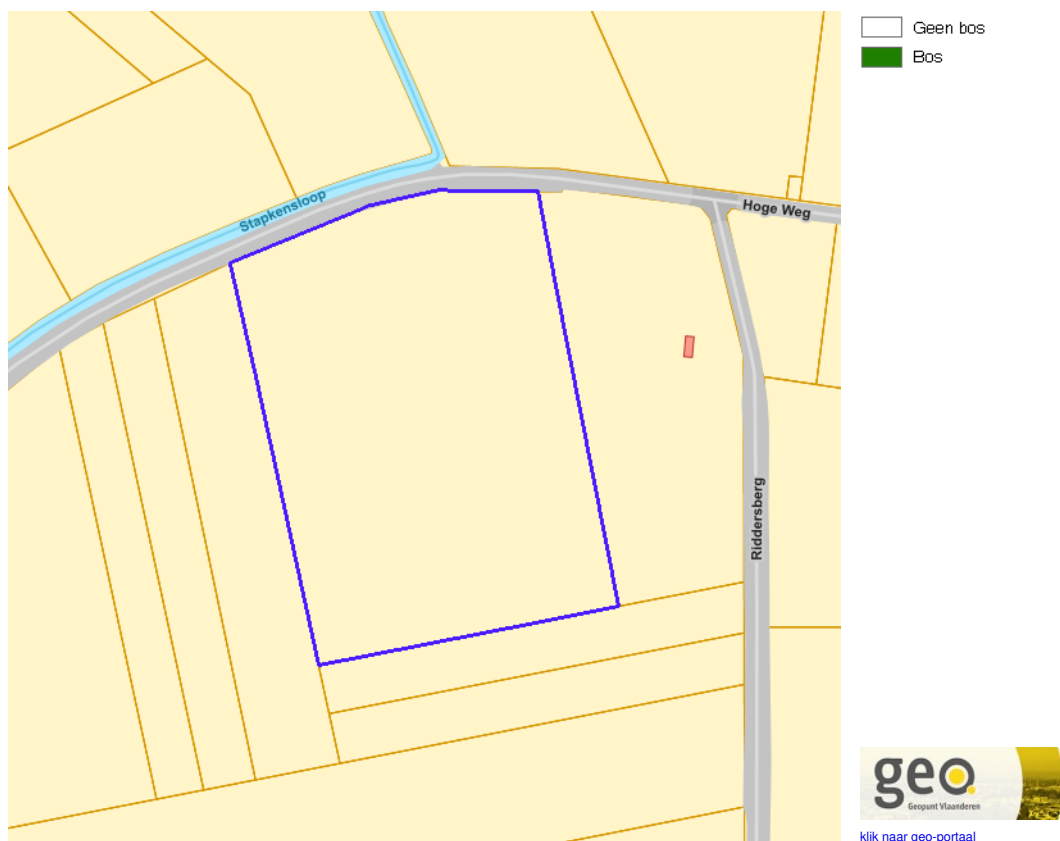 Geen bos
Bos
Stapkensloop
Hoge Weg
Riddersberg
geo
Geopunt Vlaanderen
klik naar geo-portaal